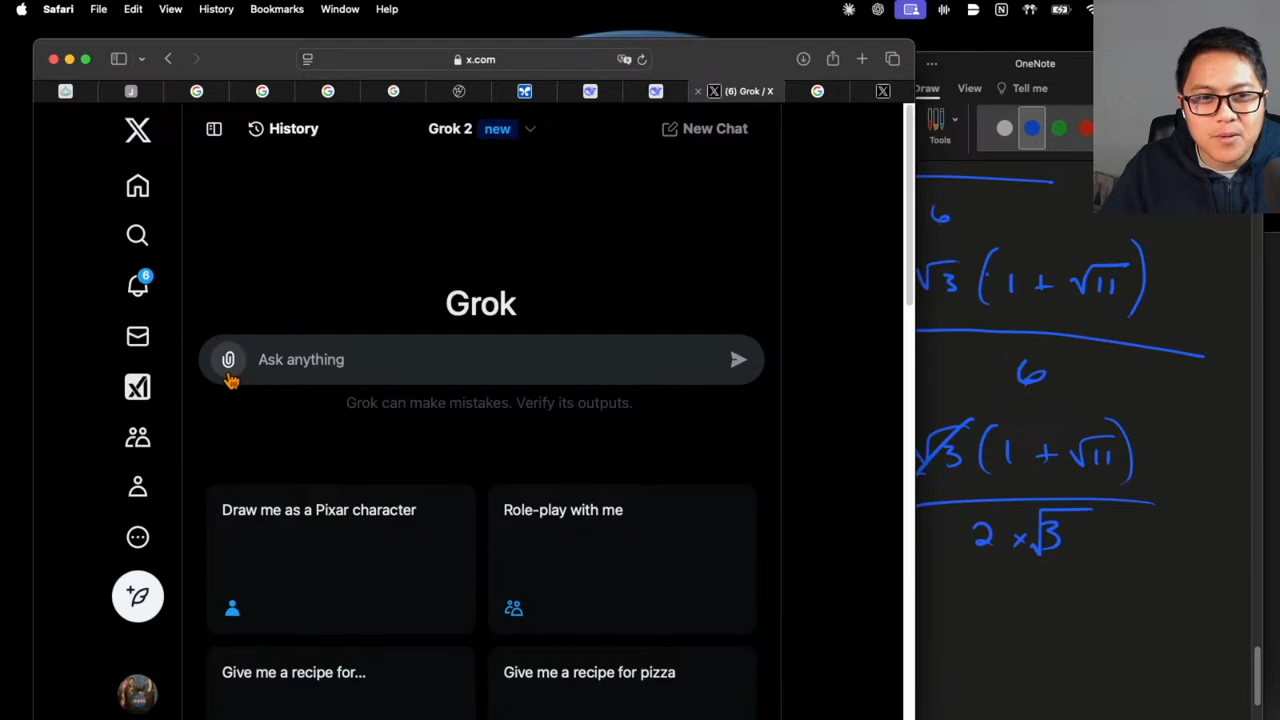 Safari File Edit View History Bookmarks Window Help
x.com
(6) Grok / X
OneNote
Draw View Tell me
Tools
History
Grok 2 new
New Chat
6
Grok
Ask anything
Grok can make mistakes. Verify its outputs.
Draw me as a Pixar character
Role-play with me
Give me a recipe for...
Give me a recipe for pizza
6
√3 (1 + √11)
6
√3 (1 + √11)
2 × √3